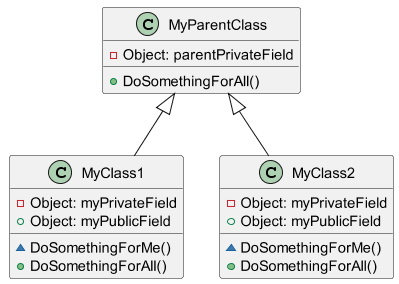 C MyParentClass
Object: parentPrivateField
DoSomethingForAll()
C MyClass1
Object: myPrivateField
Object: myPublicField
DoSomethingForMe()
DoSomethingForAll()
C MyClass2
Object: myPrivateField
Object: myPublicField
DoSomethingForMe()
DoSomethingForAll()